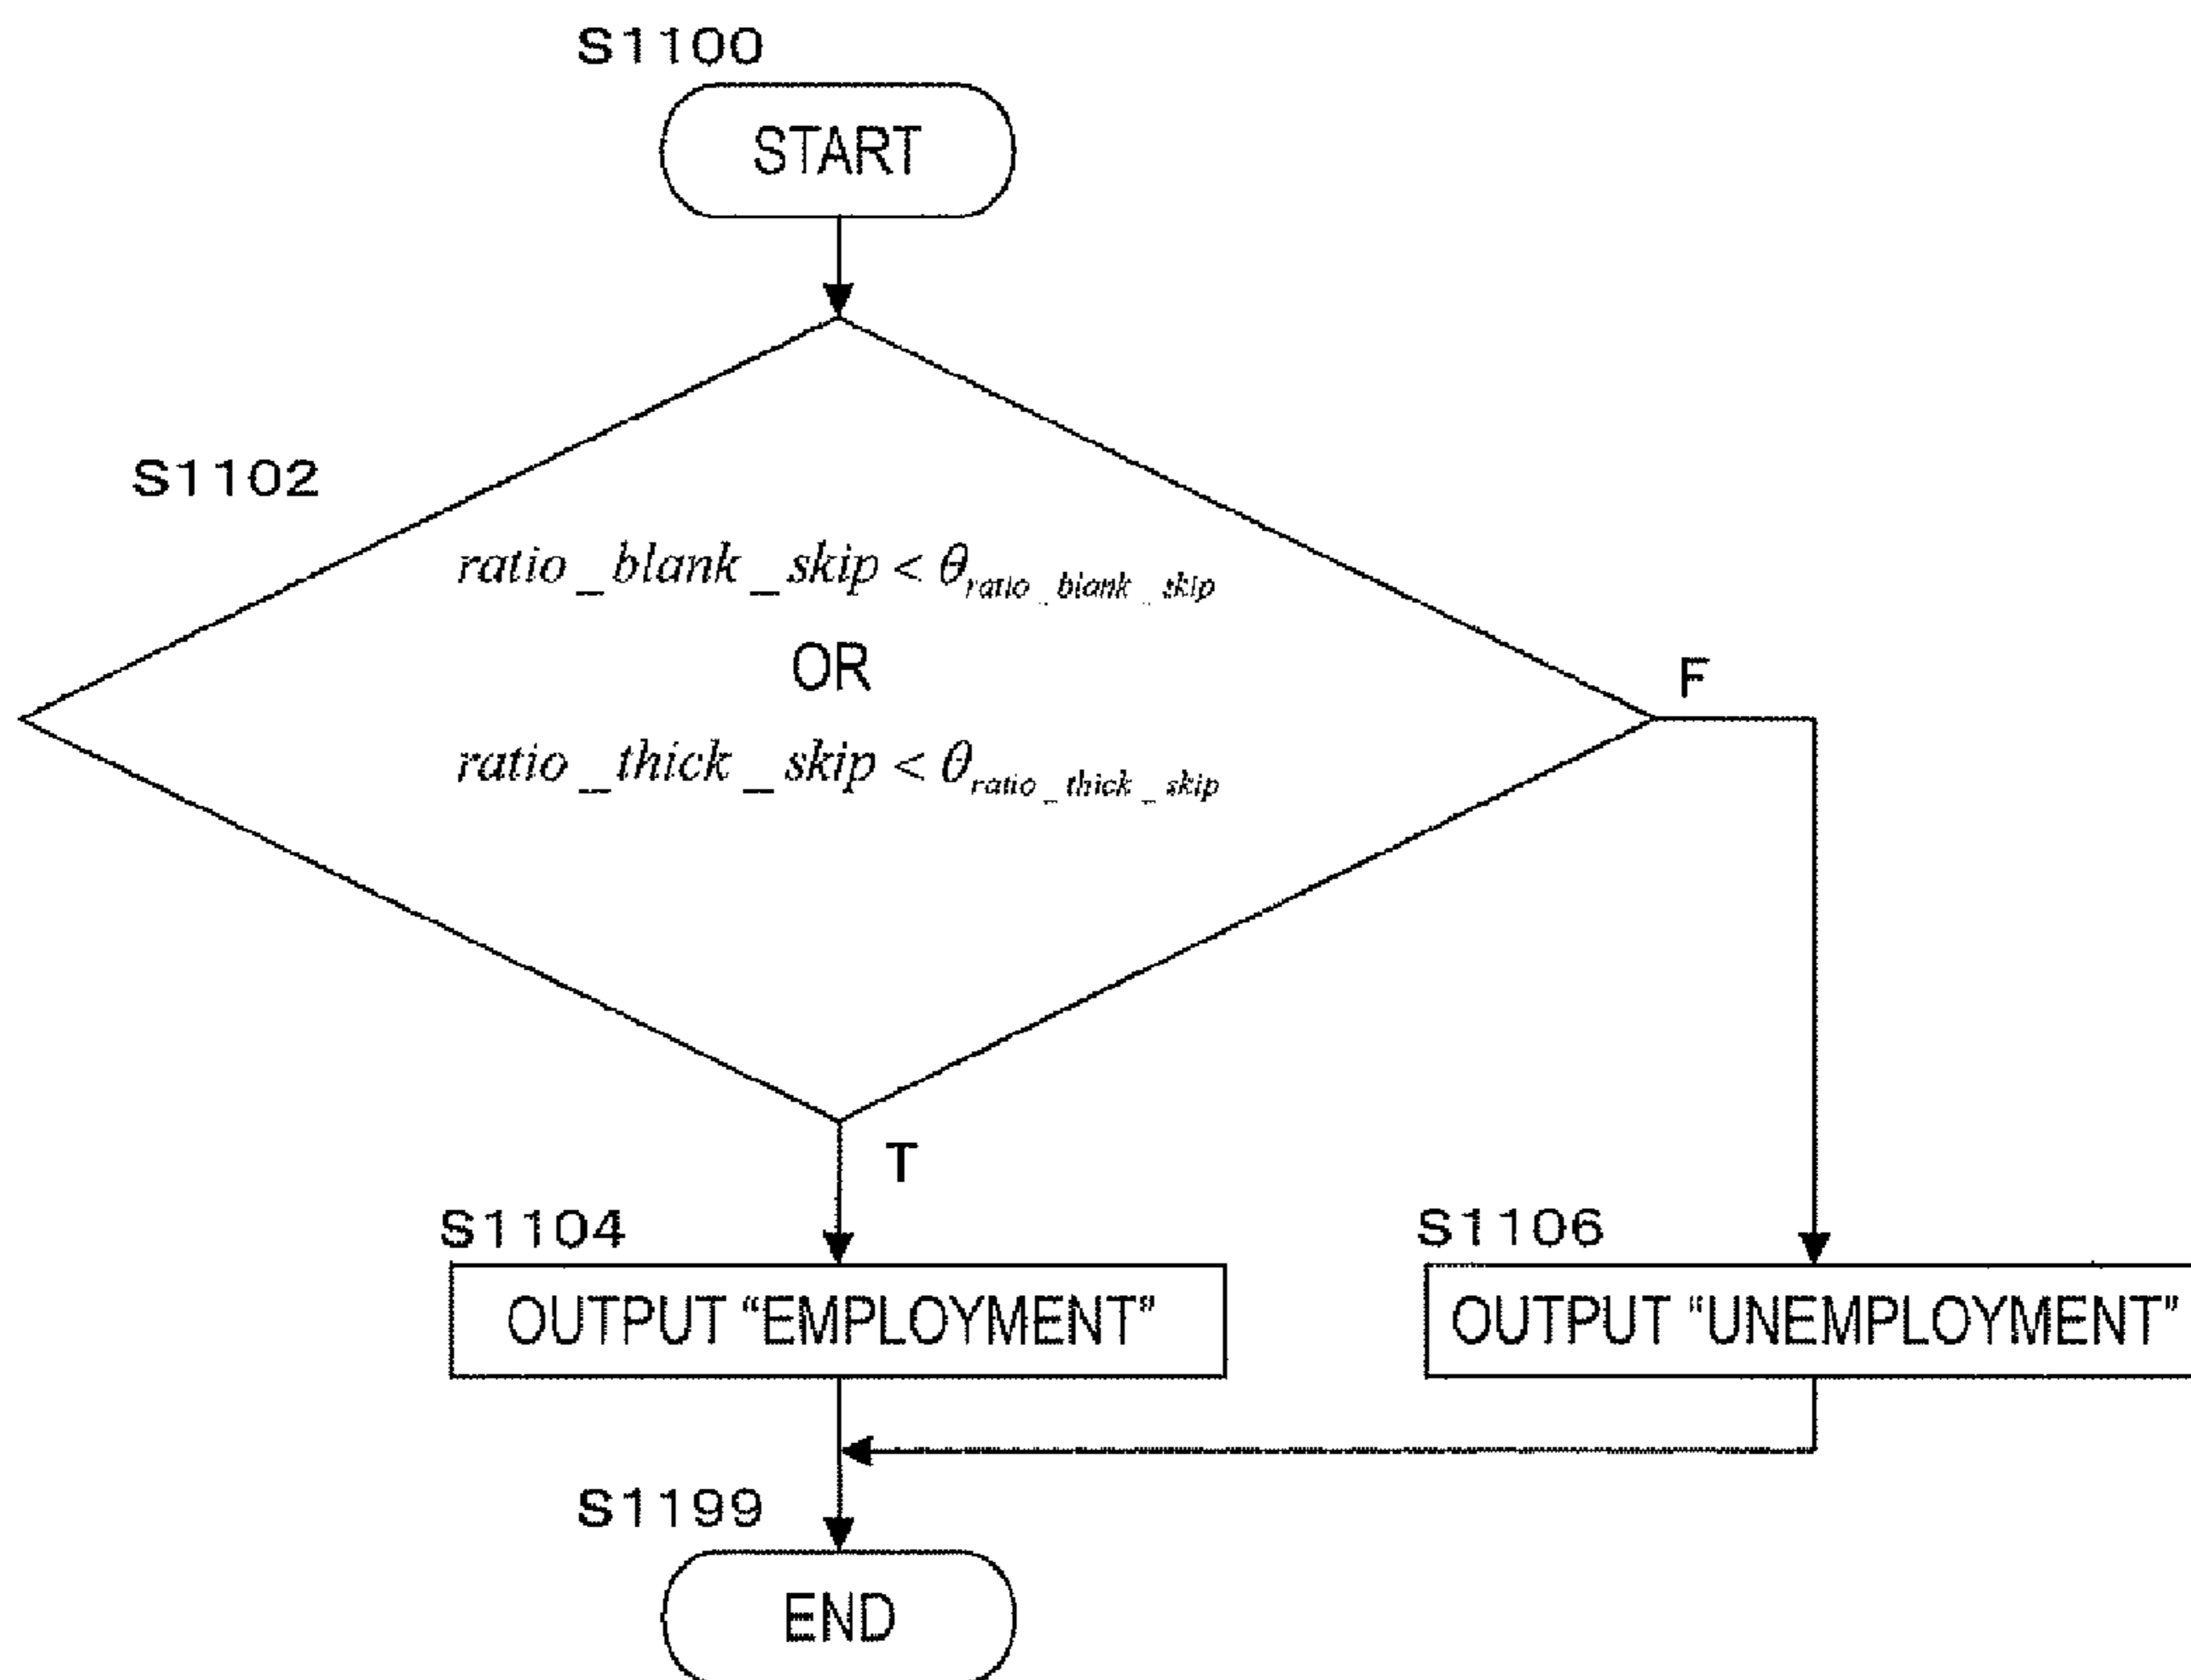 S1100
START
S1102
ratio_blank_skip < θratio_blank_skip
OR
ratio_thick_skip < θratio_thick_skip
F
T
S1104
S1106
OUTPUT “EMPLOYMENT”
OUTPUT “UNEMPLOYMENT”
S1199
END